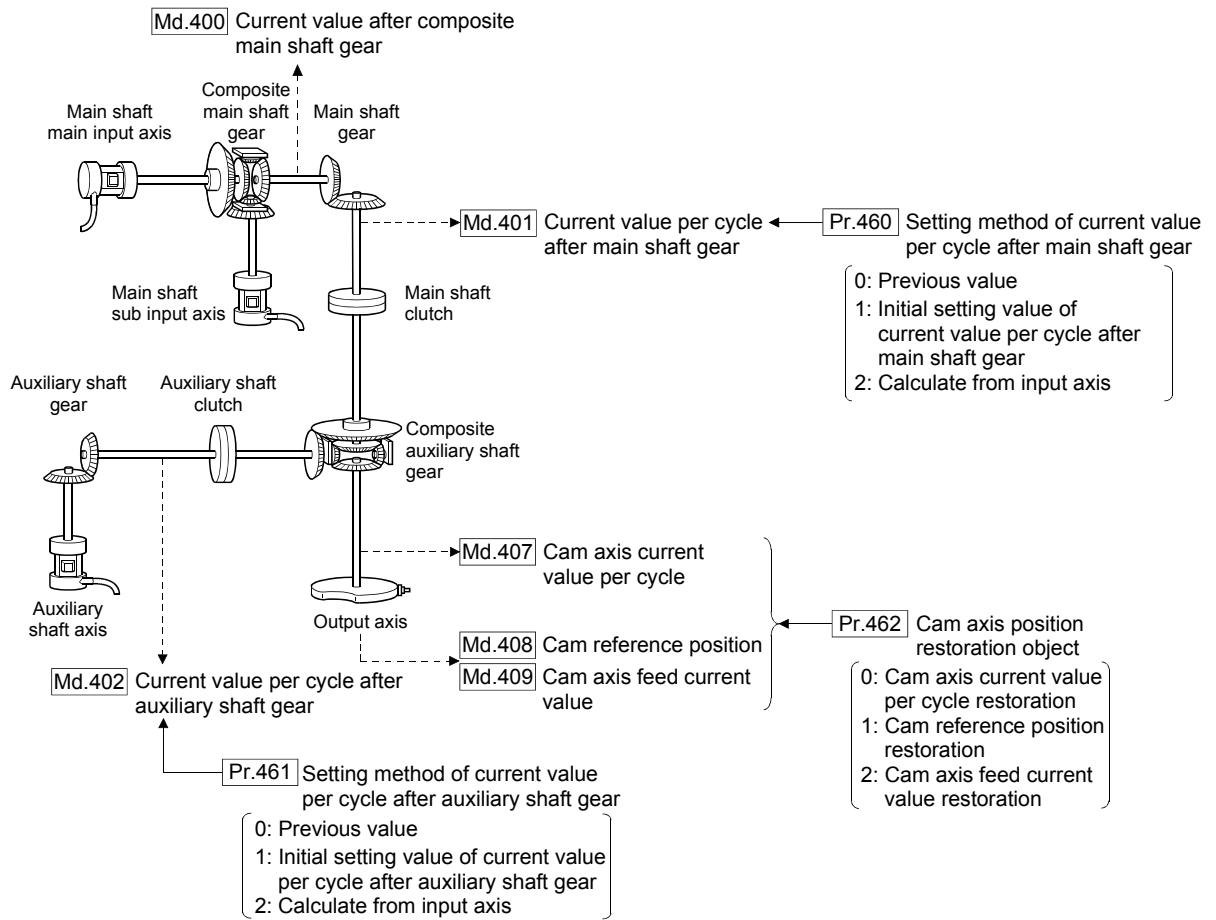 Md.400 Current value after composite
main shaft gear
Composite
main shaft
gear
Main shaft
main input axis
Main shaft
gear
Md.401 Current value per cycle
after main shaft gear
Pr.460 Setting method of current value
per cycle after main shaft gear
0: Previous value
1: Initial setting value of
current value per cycle after
main shaft gear
2: Calculate from input axis
Main shaft
sub input axis
Main shaft
clutch
Auxiliary shaft
gear
Auxiliary shaft
clutch
Composite
auxiliary shaft
gear
Auxiliary
shaft axis
Output axis
Md.407 Cam axis current
value per cycle
Md.408 Cam reference position
Md.409 Cam axis feed current
value
Pr.462 Cam axis position
restoration object
0: Cam axis current value
per cycle restoration
1: Cam reference position
restoration
2: Cam axis feed current
value restoration
Md.402 Current value per cycle after
auxiliary shaft gear
Pr.461 Setting method of current value
per cycle after auxiliary shaft gear
0: Previous value
1: Initial setting value of current value
per cycle after auxiliary shaft gear
2: Calculate from input axis